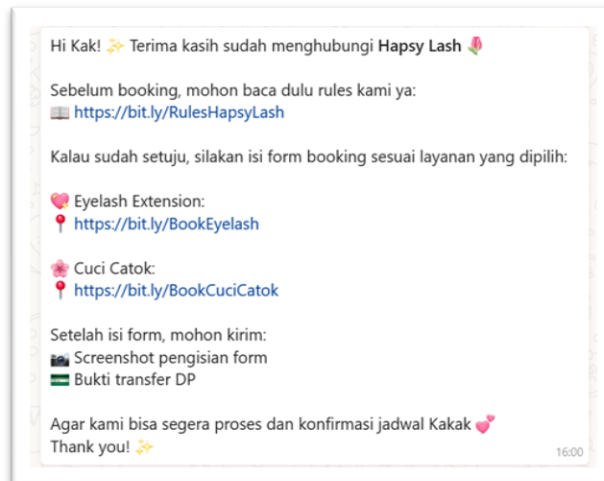 Hi Kak! ✨ Terima kasih sudah menghubungi Hapsy Lash 🌷
Sebelum booking, mohon baca dulu rules kami ya:
📖 https://bit.ly/RulesHapsyLash
Kalau sudah setuju, silakan isi form booking sesuai layanan yang dipilih:
💖 Eyelash Extension:
📍 https://bit.ly/BookEyelash
🌸 Cuci Catok:
📍 https://bit.ly/BookCuciCatok
Setelah isi form, mohon kirim:
📸 Screenshot pengisian form
💳 Bukti transfer DP
Agar kami bisa segera proses dan konfirmasi jadwal Kakak 💕
Thank you! ✨
16:00